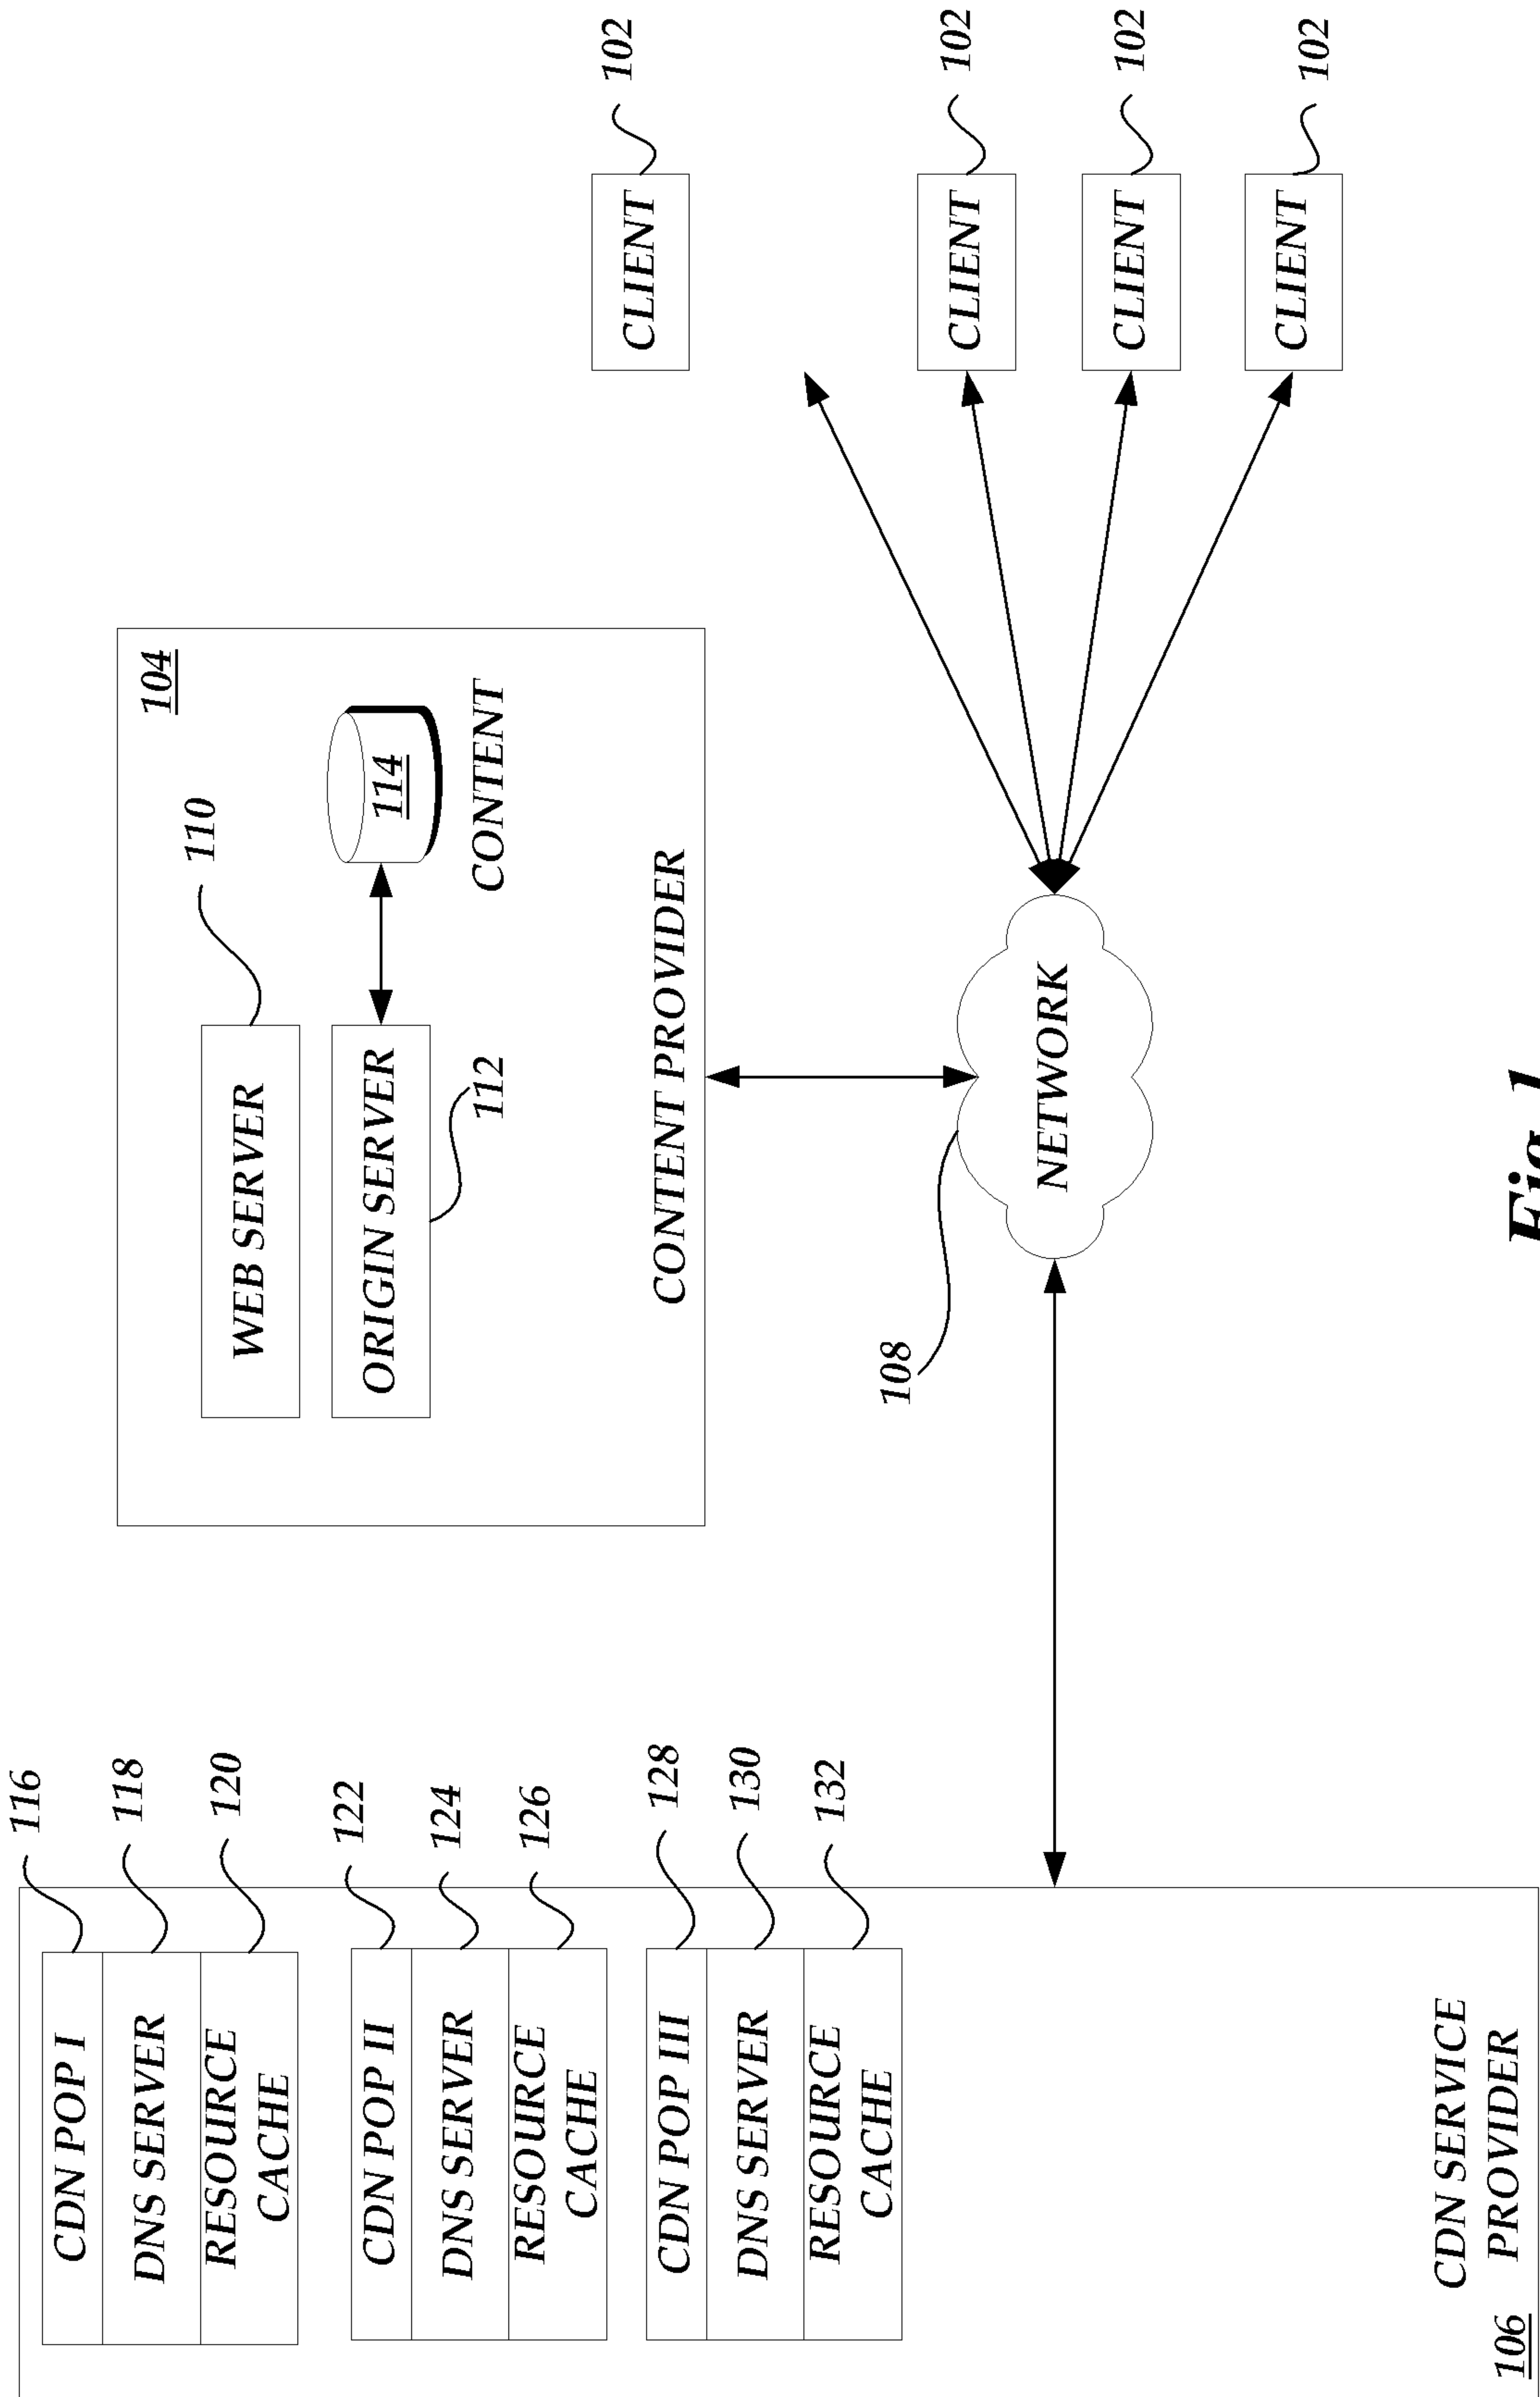 CDN POP I
116
DNS SERVER
118
RESOURCE
CACHE
120
CDN POP II
122
DNS SERVER
124
RESOURCE
CACHE
126
CDN POP III
128
DNS SERVER
130
RESOURCE
CACHE
132
CDN SERVICE
PROVIDER
106
104
110
WEB SERVER
ORIGIN SERVER
114
112
CONTENT
CONTENT PROVIDER
108
NETWORK
CLIENT
102
CLIENT
102
CLIENT
102
CLIENT
102
Fig.1